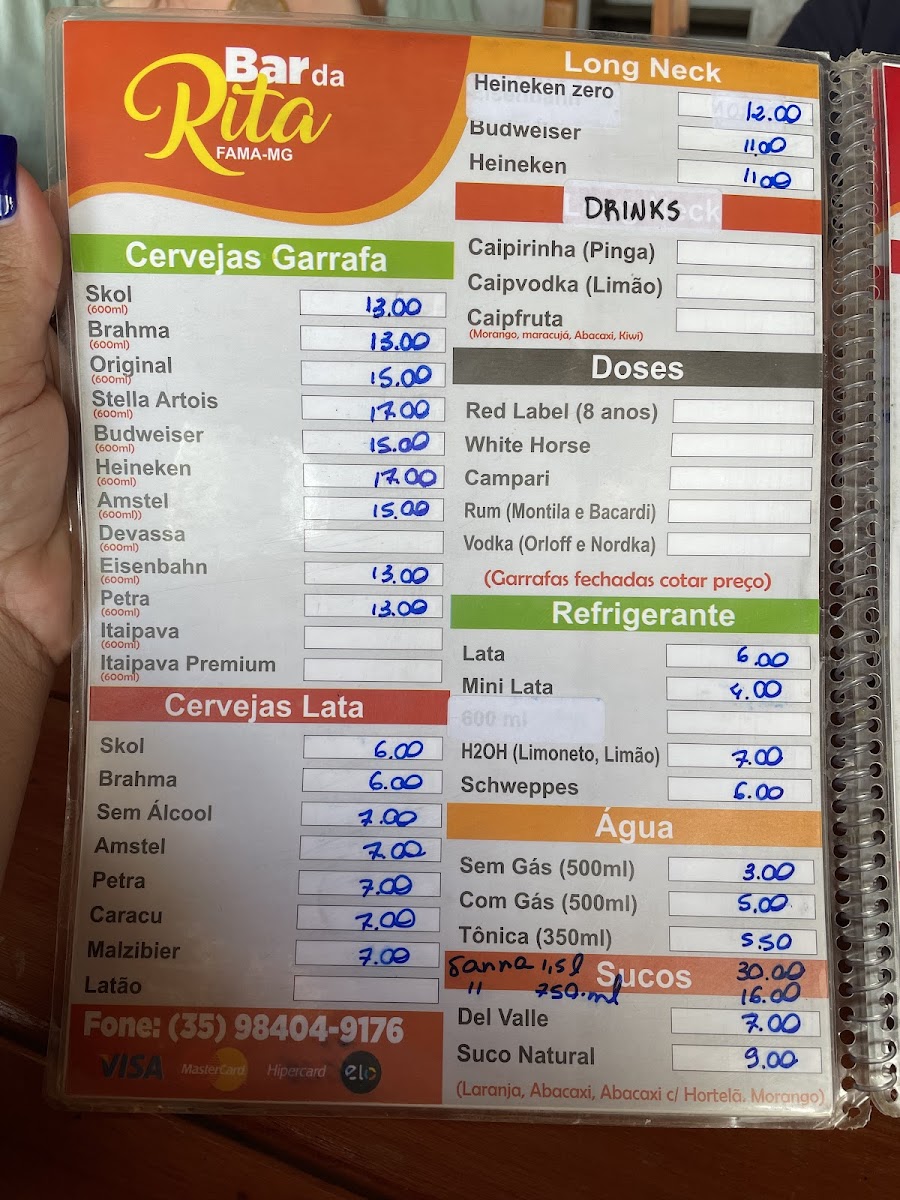 Bar da
Rita
FAMA-MG
Cervejas Garrafa
Skol 13.00
(600ml)
Brahma 13.00
(600ml)
Original 15.00
(600ml)
Stella Artois 17.00
(600ml)
Budweiser 15.00
(600ml)
Heineken 17.00
(600ml)
Amstel 15.00
(600ml))
Devassa
(600ml)
Eisenbahn 13.00
(600ml)
Petra 13.00
(600ml)
Itaipava
(600ml)
Itaipava Premium
(600ml)
Cervejas Lata
Skol 6.00
Brahma 6.00
Sem Álcool 7.00
Amstel 7.00
Petra 7.00
Caracu 7.00
Malzibier 7.00
Latão
Fone: (35) 98404-9176
VISA MasterCard Hipercard elo
Long Neck
Heineken zero 12.00
Budweiser 11.00
Heineken 11.00
DRINKS
Caipirinha (Pinga)
Caipvodka (Limão)
Caipfruta
(Morango, maracujá, Abacaxi, Kiwi)
Doses
Red Label (8 anos)
White Horse
Campari
Rum (Montila e Bacardi)
Vodka (Orloff e Nordka)
(Garrafas fechadas cotar preço)
Refrigerante
Lata 6.00
Mini Lata 4.00
600 ml
H2OH (Limoneto, Limão) 7.00
Schweppes 6.00
Água
Sem Gás (500ml) 3.00
Com Gás (500ml) 5.00
Tônica (350ml) 5.50
1,5l 30.00
Sucos
" 750.ml 16.00
Del Valle 7.00
Suco Natural 9.00
(Laranja, Abacaxi, Abacaxi c/ Hortelã, Morango)